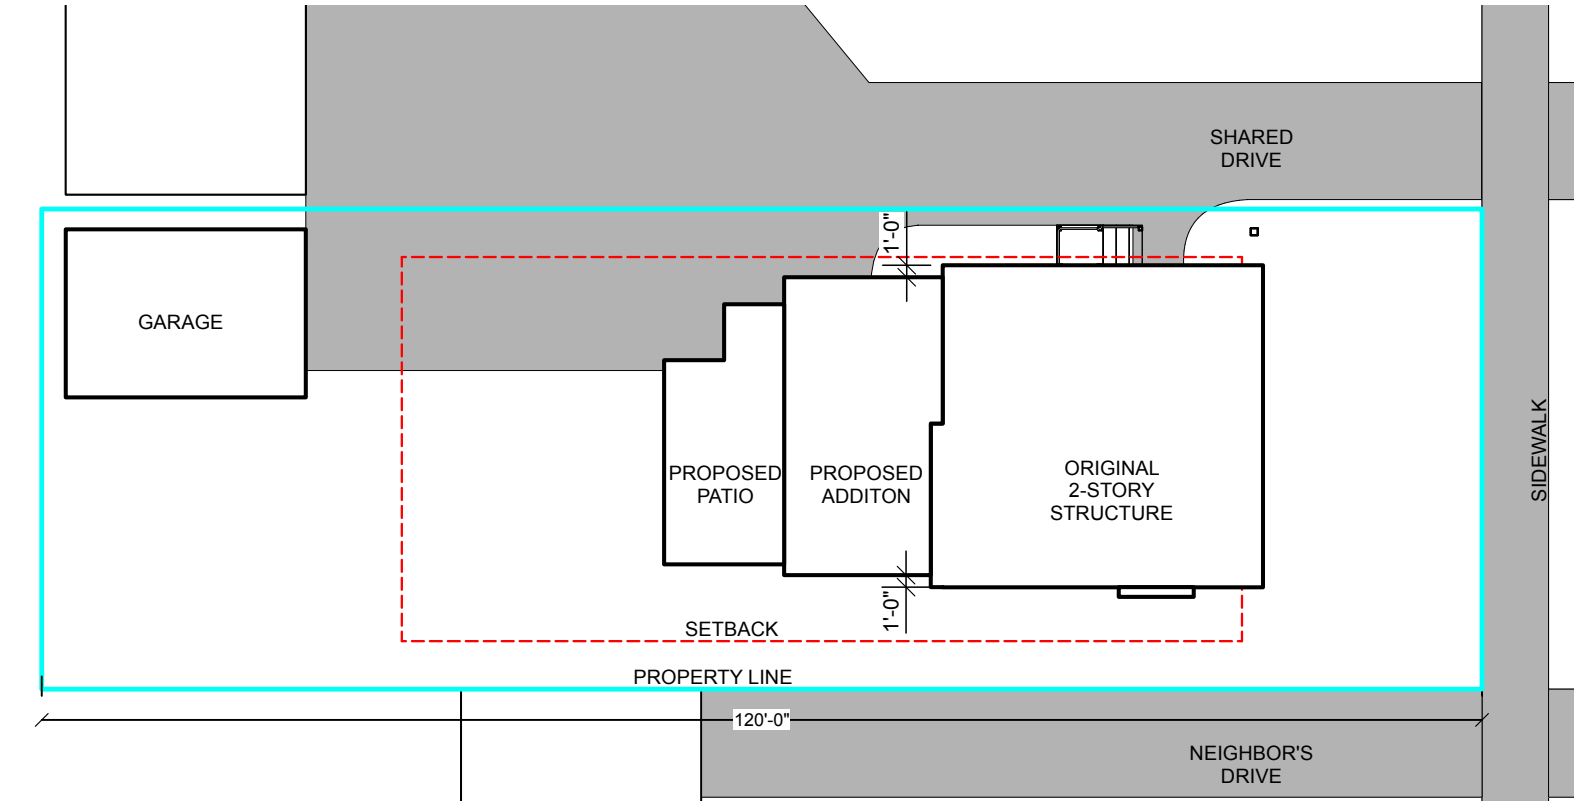 SHARED
DRIVE
1'-0"
GARAGE
PROPOSED
PATIO
PROPOSED
ADDITON
ORIGINAL
2-STORY
STRUCTURE
SIDEWALK
1'-0"
SETBACK
PROPERTY LINE
120'-0"
NEIGHBOR'S
DRIVE